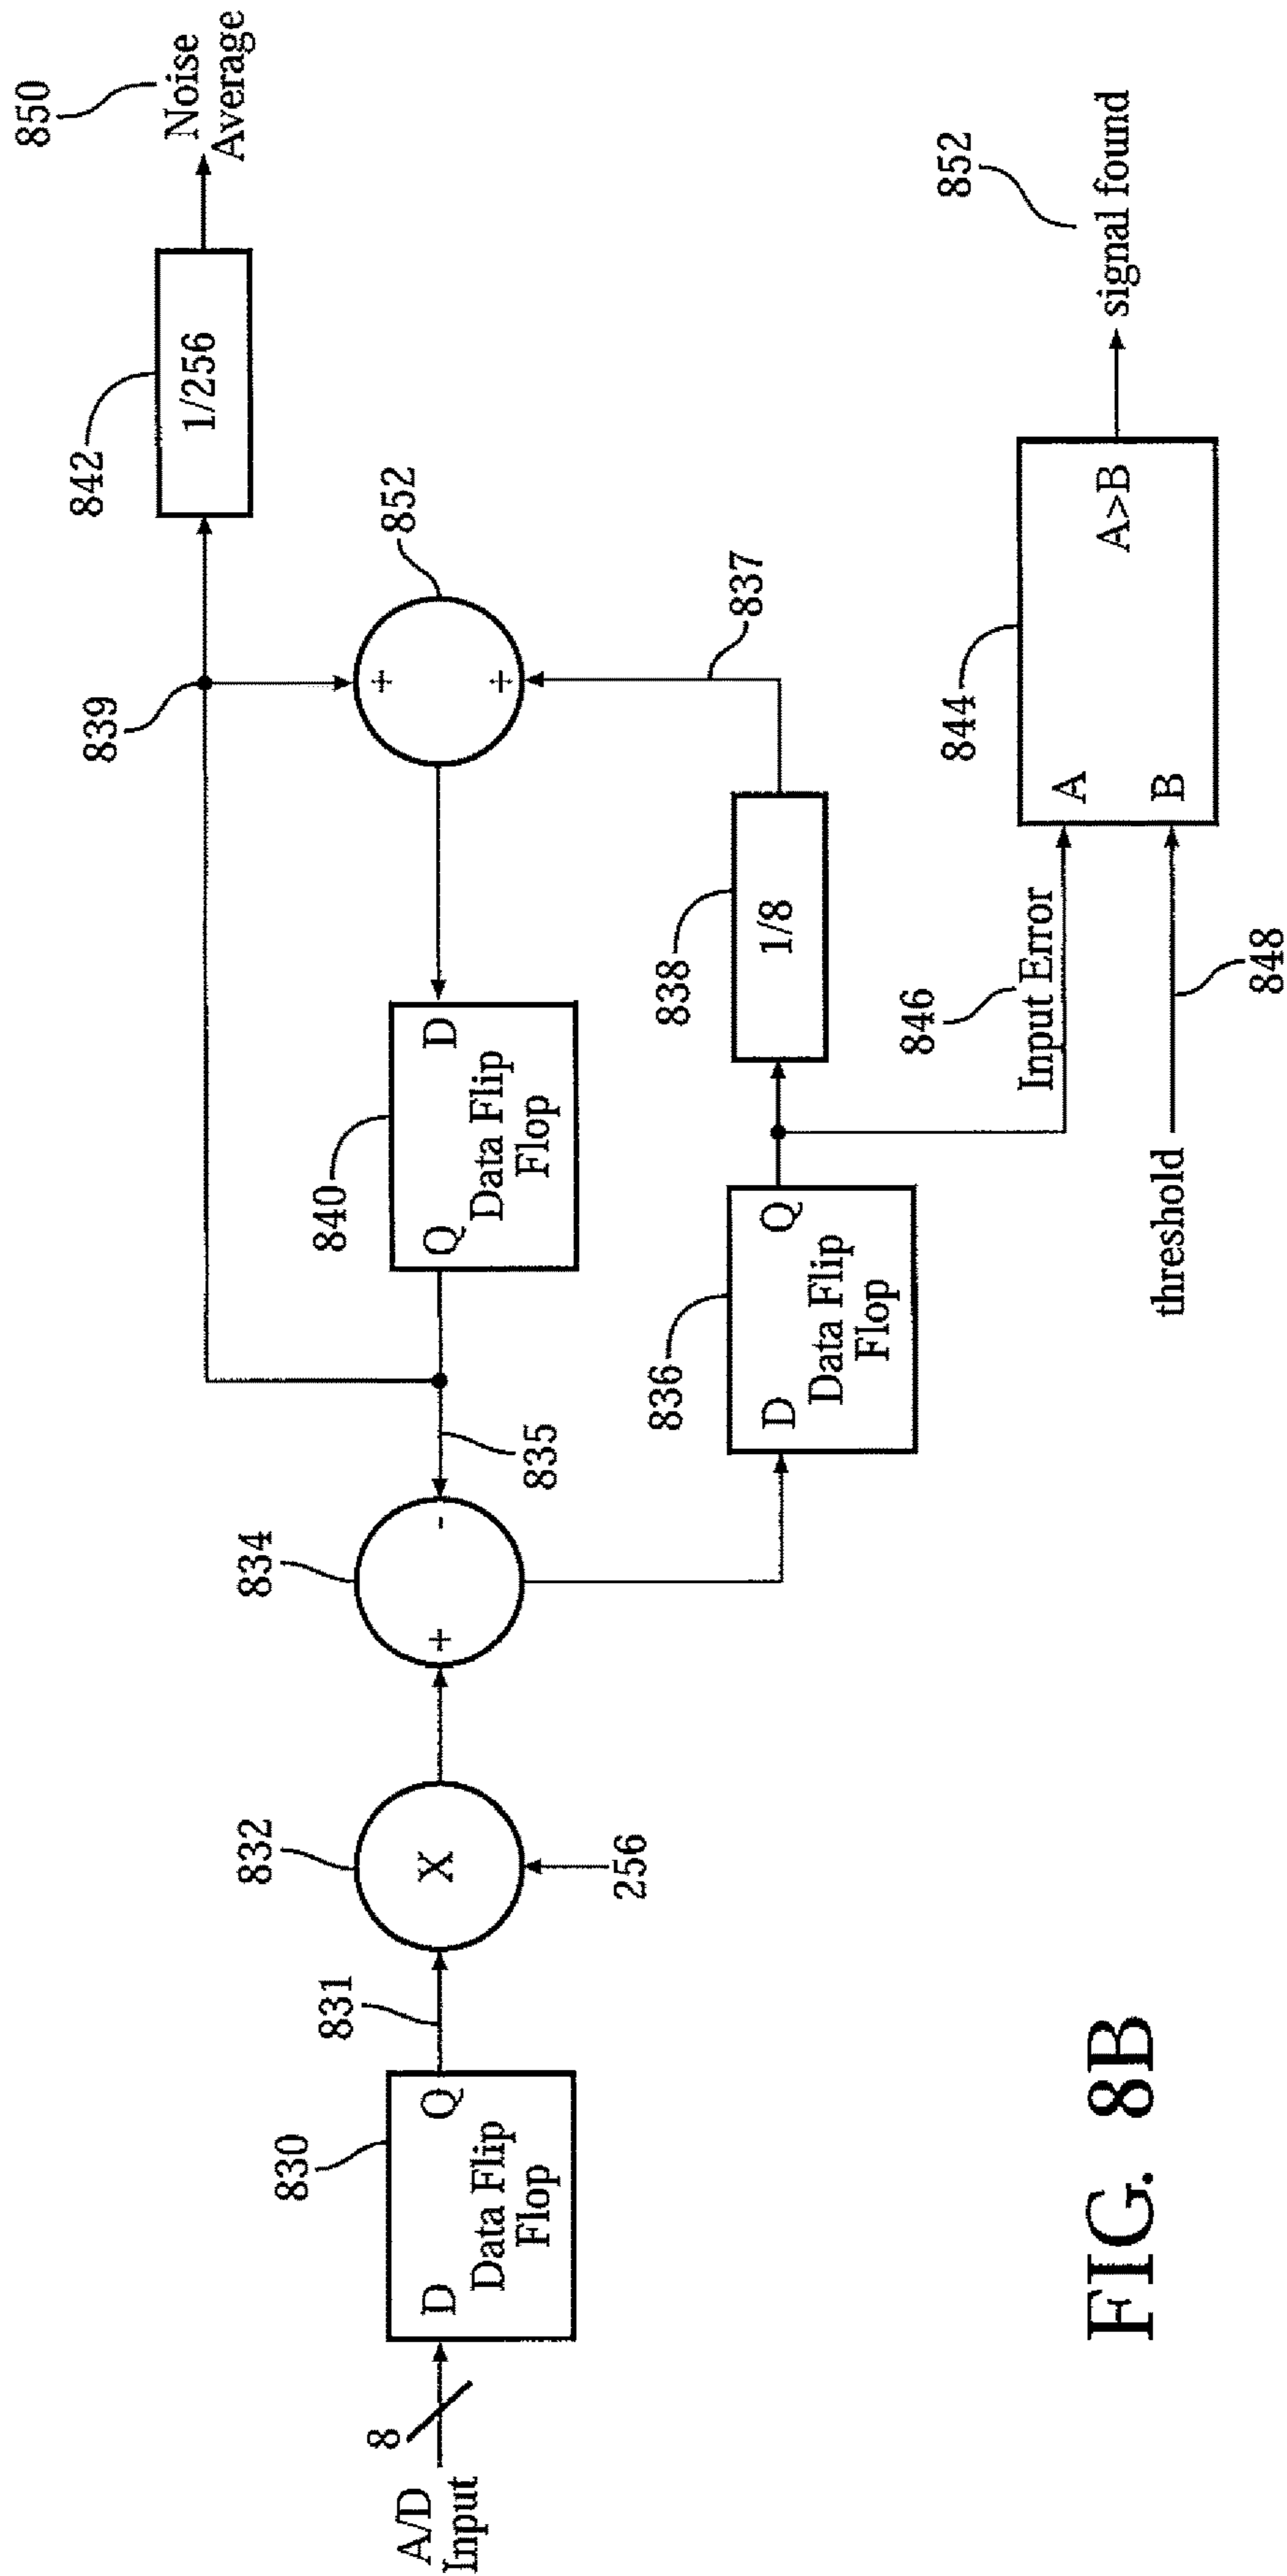 850
Noise
Average
842
1/256
839
+
+
852
837
840
Q
D
Data Flip
Flop
838
1/8
834
+
-
835
832
X
256
831
830
D
Q
Data Flip
Flop
8
A/D
Input
836
D
Q
Data Flip
Flop
846
Input Error
844
A
B
A>B
852
signal found
threshold
848
FIG. 8B